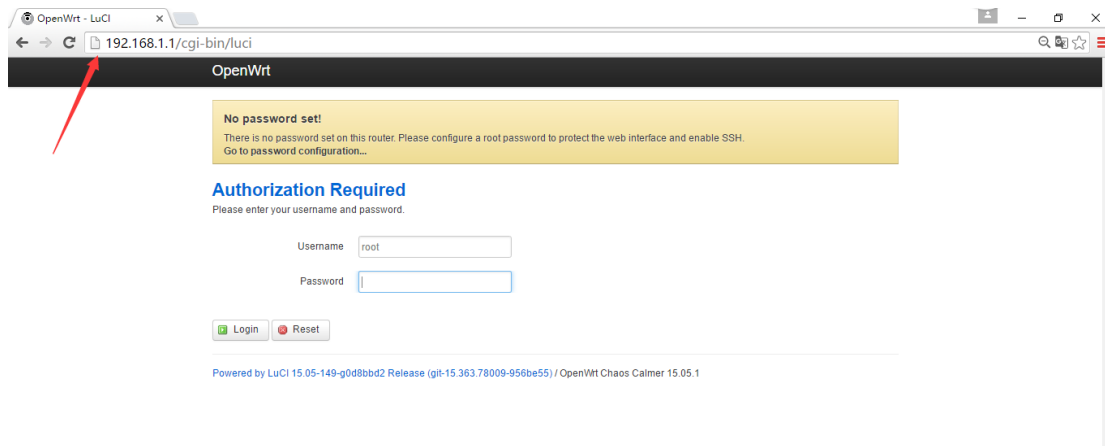 OpenWrt - LuCI
192.168.1.1/cgi-bin/luci
OpenWrt
No password set!
There is no password set on this router. Please configure a root password to protect the web interface and enable SSH.
Go to password configuration...
Authorization Required
Please enter your username and password.
Username root
Password
Login Reset
Powered by LuCI 15.05-149-g0d8bbd2 Release (git-15.363.78009-956be55) / OpenWrt Chaos Calmer 15.05.1